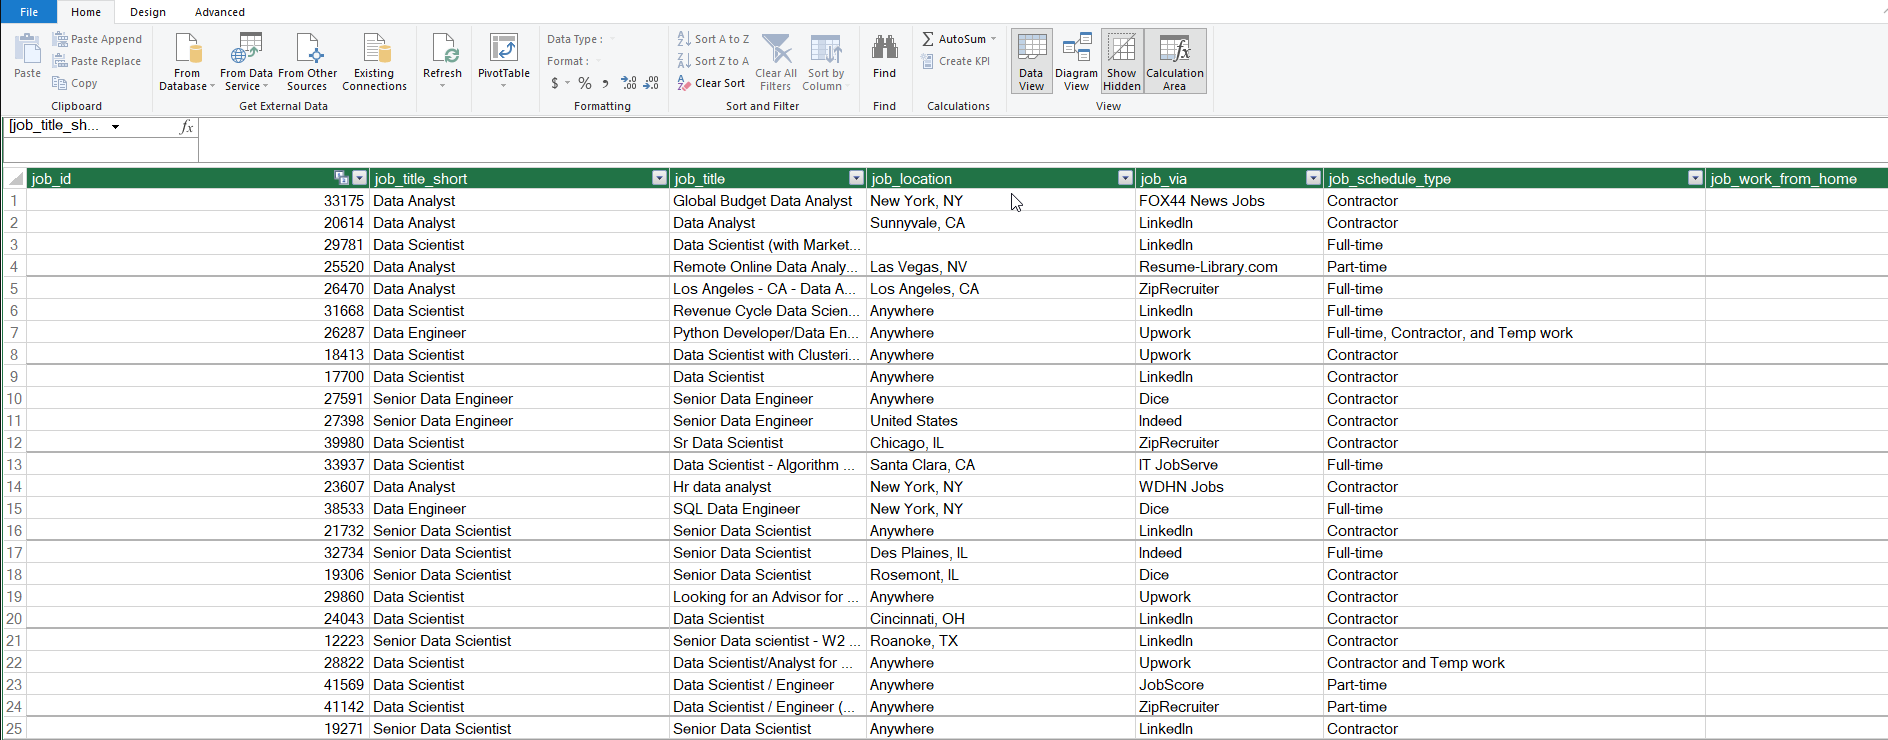 File Home Design Advanced
Paste
Paste Append
Paste Replace
Copy
Clipboard
From Database
From Data Service
From Other Sources
Existing Connections
Get External Data
Refresh
PivotTable
Data Type :
Format :
$ % , .00 .00
Formatting
Sort A to Z
Sort Z to A
Clear Sort
Clear All Filters
Sort by Column
Sort and Filter
Find
Find
AutoSum
Create KPI
Calculations
Data View
Diagram View
Show Hidden
Calculation Area
View
[job_title_sh... fx
job_id job_title_short job_title job_location job_via job_schedule_type job_work_from_home
1 33175 Data Analyst Global Budget Data Analyst New York, NY FOX44 News Jobs Contractor
2 20614 Data Analyst Data Analyst Sunnyvale, CA LinkedIn Contractor
3 29781 Data Scientist Data Scientist (with Market... LinkedIn Full-time
4 25520 Data Analyst Remote Online Data Analy... Las Vegas, NV Resume-Library.com Part-time
5 26470 Data Analyst Los Angeles - CA - Data A... Los Angeles, CA ZipRecruiter Full-time
6 31668 Data Scientist Revenue Cycle Data Scien... Anywhere LinkedIn Full-time
7 26287 Data Engineer Python Developer/Data En... Anywhere Upwork Full-time, Contractor, and Temp work
8 18413 Data Scientist Data Scientist with Clusteri... Anywhere Upwork Contractor
9 17700 Data Scientist Data Scientist Anywhere LinkedIn Contractor
10 27591 Senior Data Engineer Senior Data Engineer Anywhere Dice Contractor
11 27398 Senior Data Engineer Senior Data Engineer United States Indeed Contractor
12 39980 Data Scientist Sr Data Scientist Chicago, IL ZipRecruiter Contractor
13 33937 Data Scientist Data Scientist - Algorithm ... Santa Clara, CA IT JobServe Full-time
14 23607 Data Analyst Hr data analyst New York, NY WDHN Jobs Contractor
15 38533 Data Engineer SQL Data Engineer New York, NY Dice Full-time
16 21732 Senior Data Scientist Senior Data Scientist Anywhere LinkedIn Contractor
17 32734 Senior Data Scientist Senior Data Scientist Des Plaines, IL Indeed Full-time
18 19306 Senior Data Scientist Senior Data Scientist Rosemont, IL Dice Contractor
19 29860 Data Scientist Looking for an Advisor for ... Anywhere Upwork Contractor
20 24043 Data Scientist Data Scientist Cincinnati, OH LinkedIn Contractor
21 12223 Senior Data Scientist Senior Data scientist - W2 ... Roanoke, TX LinkedIn Contractor
22 28822 Data Scientist Data Scientist/Analyst for ... Anywhere Upwork Contractor and Temp work
23 41569 Data Scientist Data Scientist / Engineer Anywhere JobScore Part-time
24 41142 Data Scientist Data Scientist / Engineer (... Anywhere ZipRecruiter Part-time
25 19271 Senior Data Scientist Senior Data Scientist Anywhere LinkedIn Contractor